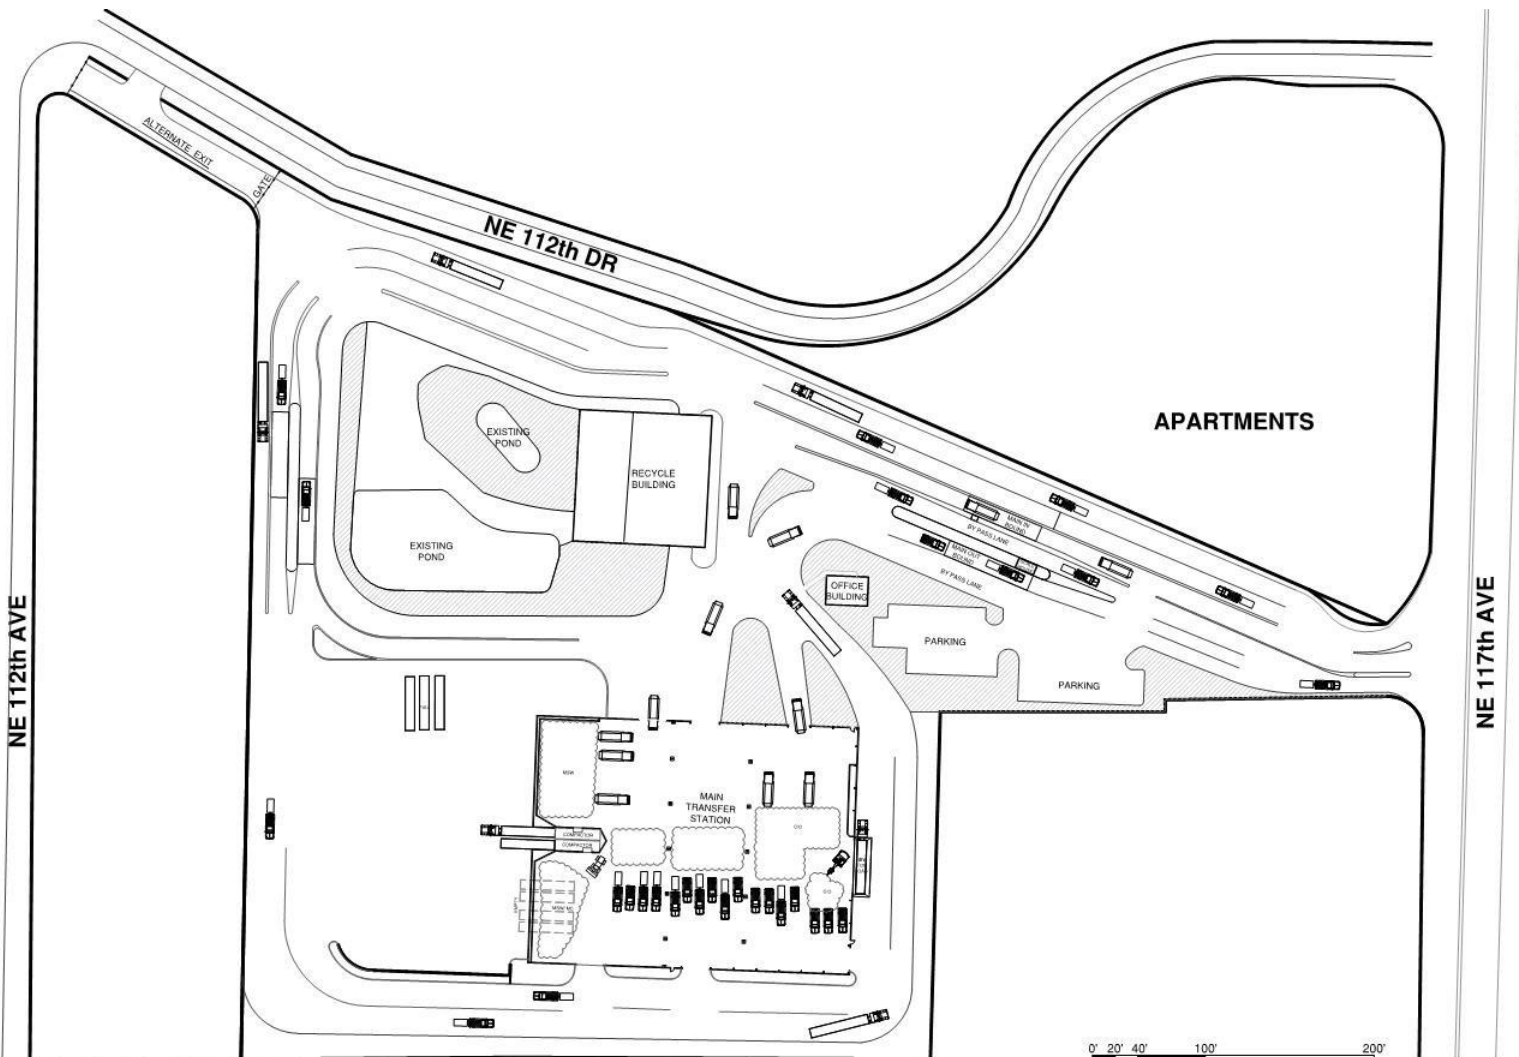 ALTERNATE EXIT
GATE
NE 112th DR
APARTMENTS
EXISTING
POND
RECYCLE
BUILDING
EXISTING
POND
MAIN IN
BOUND
BY PASS LANE
MAIN OUT
BOUND
BY PASS LANE
OFFICE
BUILDING
PARKING
PARKING
NE 112th AVE
NE 117th AVE
MSW
MAIN
TRANSFER
STATION
COMPACTOR
COMPACTOR
EMPTY
0' 20' 40' 100' 200'